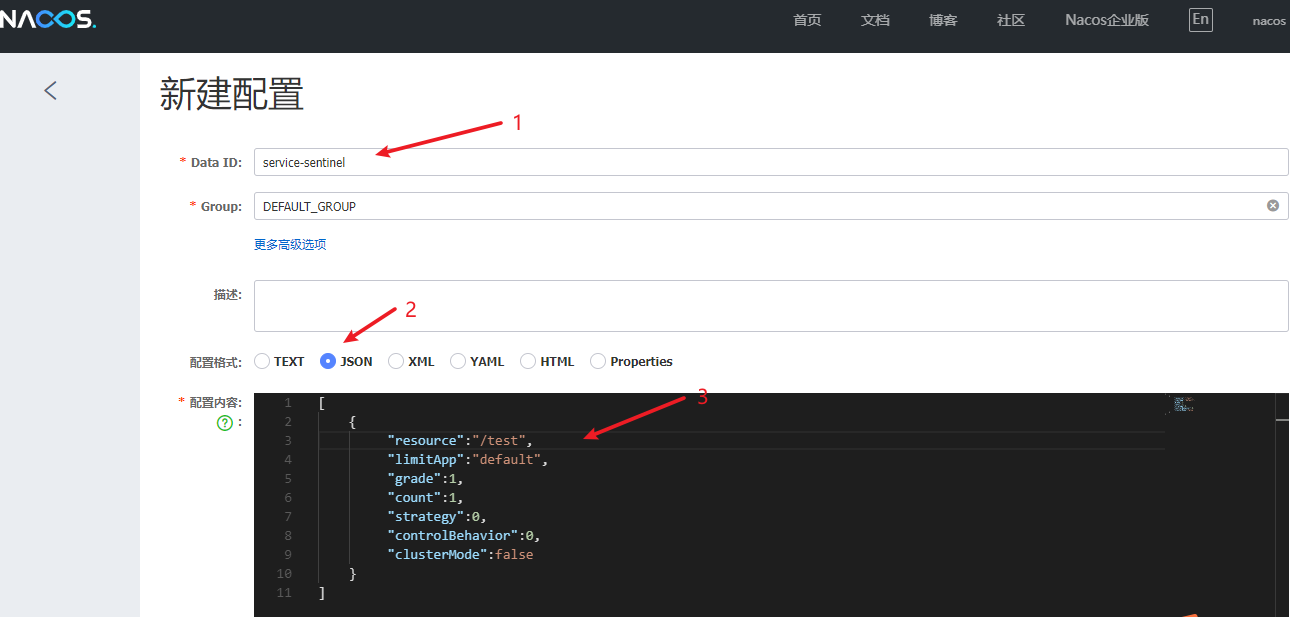 NACOS.
首页 文档 博客 社区 Nacos企业版 En nacos
新建配置
1
* Data ID: service-sentinel
* Group: DEFAULT_GROUP
更多高级选项
描述:
2
配置格式: TEXT JSON XML YAML HTML Properties
3
* 配置内容:
? :
1 [
2 {
3 "resource":"/test",
4 "limitApp":"default",
5 "grade":1,
6 "count":1,
7 "strategy":0,
8 "controlBehavior":0,
9 "clusterMode":false
10 }
11 ]